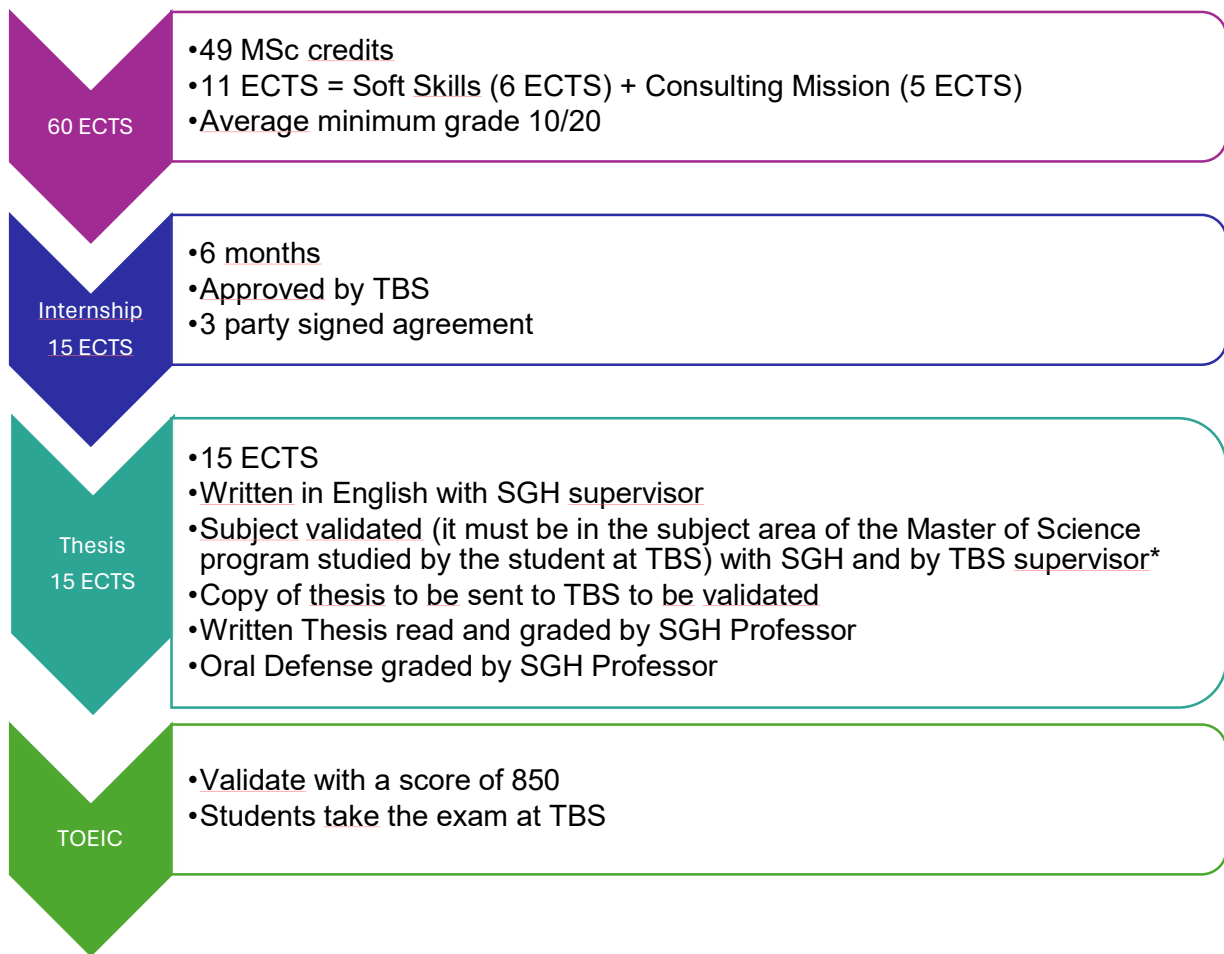 60 ECTS
•49 MSc credits
•11 ECTS = Soft Skills (6 ECTS) + Consulting Mission (5 ECTS)
•Average minimum grade 10/20
Internship
15 ECTS
•6 months
•Approved by TBS
•3 party signed agreement
Thesis
15 ECTS
•15 ECTS
•Written in English with SGH supervisor
•Subject validated (it must be in the subject area of the Master of Science
program studied by the student at TBS) with SGH and by TBS supervisor*
•Copy of thesis to be sent to TBS to be validated
•Written Thesis read and graded by SGH Professor
•Oral Defense graded by SGH Professor
TOEIC
•Validate with a score of 850
•Students take the exam at TBS